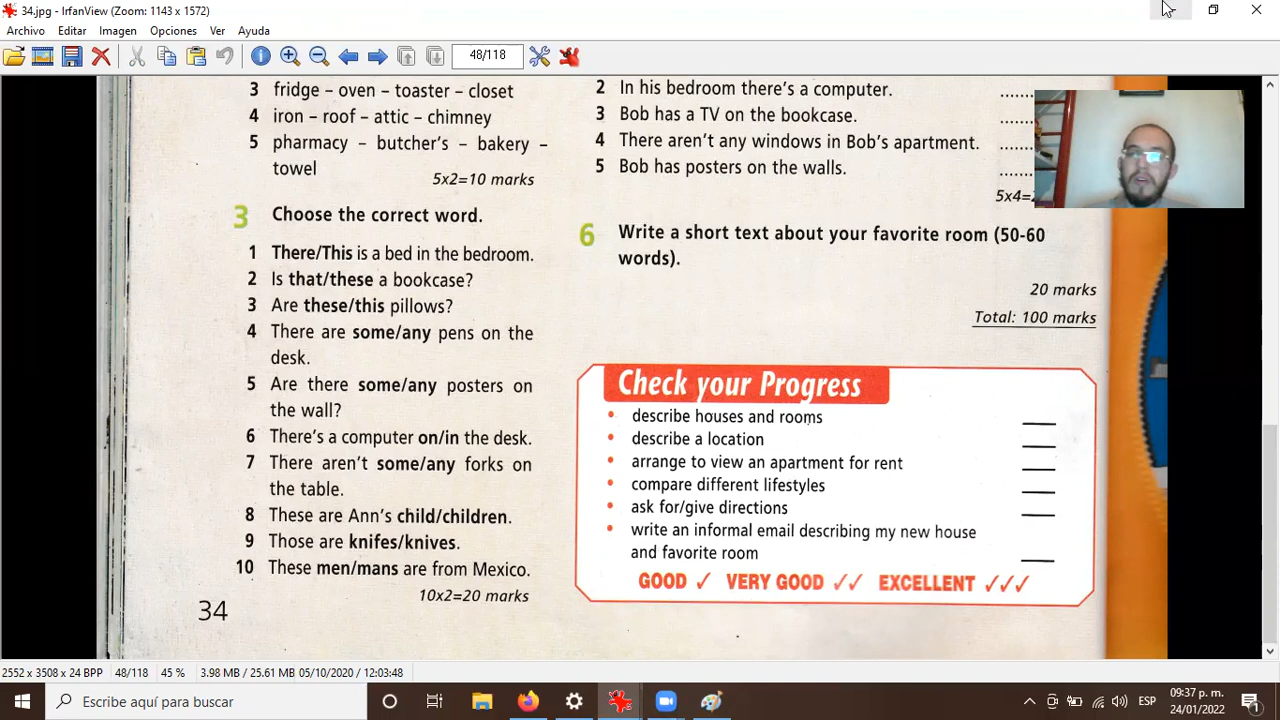 34.jpg - IrfanView (Zoom: 1143 x 1572)
Archivo Editar Imagen Opciones Ver Ayuda
48/118
3 fridge – oven – toaster – closet
4 iron – roof – attic – chimney
5 pharmacy – butcher's – bakery –
towel
5x2=10 marks
3 Choose the correct word.
1 There/This is a bed in the bedroom.
2 Is that/these a bookcase?
3 Are these/this pillows?
4 There are some/any pens on the
desk.
5 Are there some/any posters on
the wall?
6 There's a computer on/in the desk.
7 There aren't some/any forks on
the table.
8 These are Ann's child/children.
9 Those are knifes/knives.
10 These men/mans are from Mexico.
10x2=20 marks
34
2 In his bedroom there's a computer. .......
3 Bob has a TV on the bookcase. .......
4 There aren't any windows in Bob's apartment. .......
5 Bob has posters on the walls. .......
5x4=
6 Write a short text about your favorite room (50-60
words).
20 marks
Total: 100 marks
Check your Progress
• describe houses and rooms ___
• describe a location ___
• arrange to view an apartment for rent ___
• compare different lifestyles ___
• ask for/give directions ___
• write an informal email describing my new house
and favorite room ___
GOOD ✓ VERY GOOD ✓✓ EXCELLENT ✓✓✓
2552 x 3508 x 24 BPP 48/118 45 % 3.98 MB / 25.61 MB 05/10/2020 / 12:03:48
Escribe aquí para buscar
ESP
09:37 p. m.
24/01/2022
1